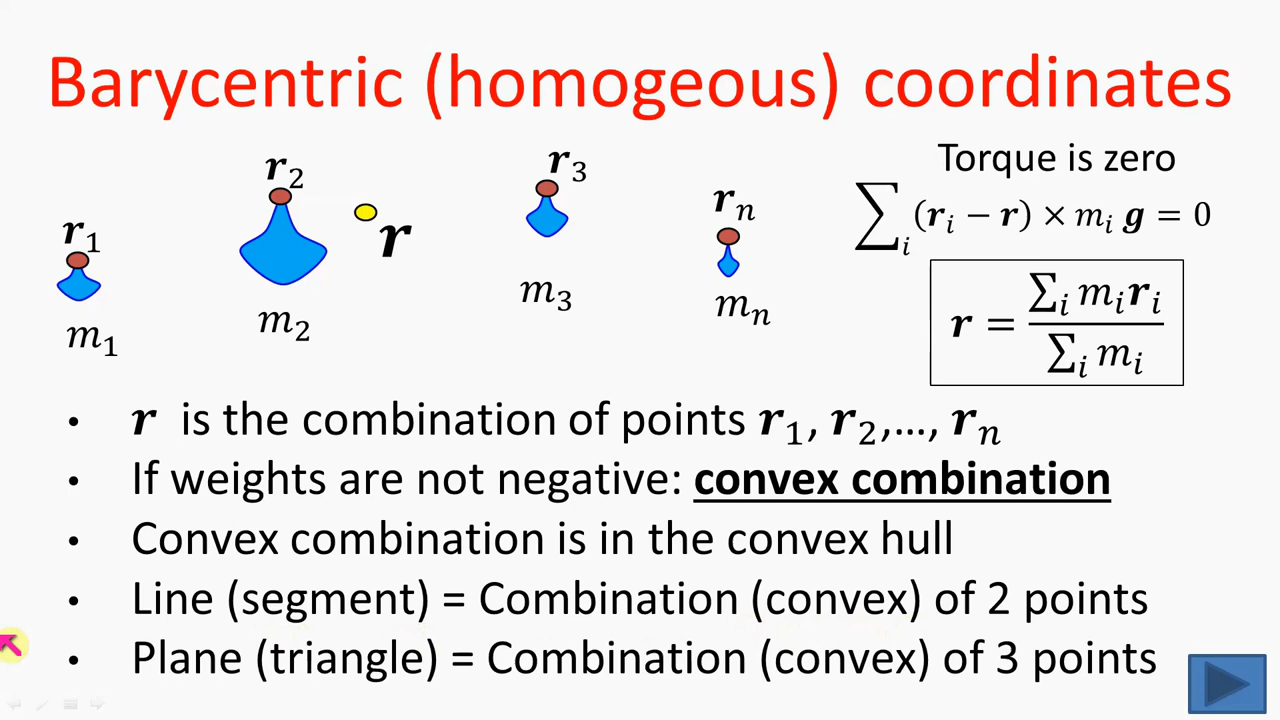 Barycentric (homogeous) coordinates
r₁
m₁
r₂
m₂
r
r₃
m₃
rₙ
mₙ
Torque is zero
∑ᵢ (rᵢ − r) × mᵢ g = 0
r = ∑ᵢ mᵢrᵢ / ∑ᵢ mᵢ
• r is the combination of points r₁, r₂,…, rₙ
• If weights are not negative: convex combination
• Convex combination is in the convex hull
• Line (segment) = Combination (convex) of 2 points
• Plane (triangle) = Combination (convex) of 3 points